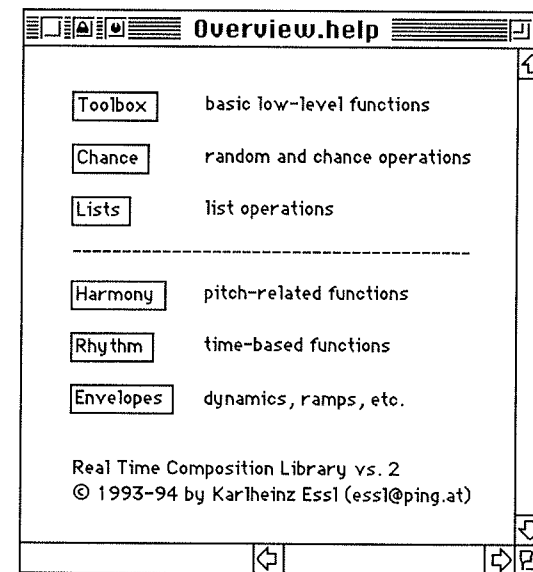 Overview.help
Toolbox basic low-level functions
Chance random and chance operations
Lists list operations
Harmony pitch-related functions
Rhythm time-based functions
Envelopes dynamics, ramps, etc.
Real Time Composition Library vs. 2
© 1993-94 by Karlheinz Essl (essl@ping.at)